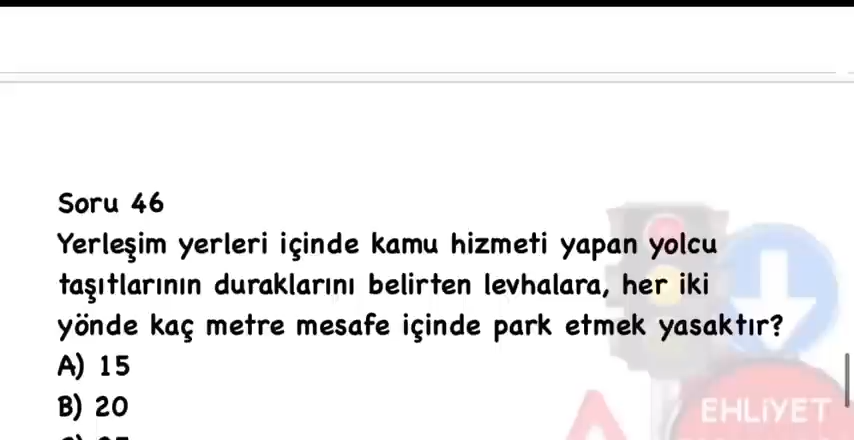 Soru 46
Yerleşim yerleri içinde kamu hizmeti yapan yolcu
taşıtlarının duraklarını belirten levhalara, her iki
yönde kaç metre mesafe içinde park etmek yasaktır?
A) 15
B) 20
EHLİYET